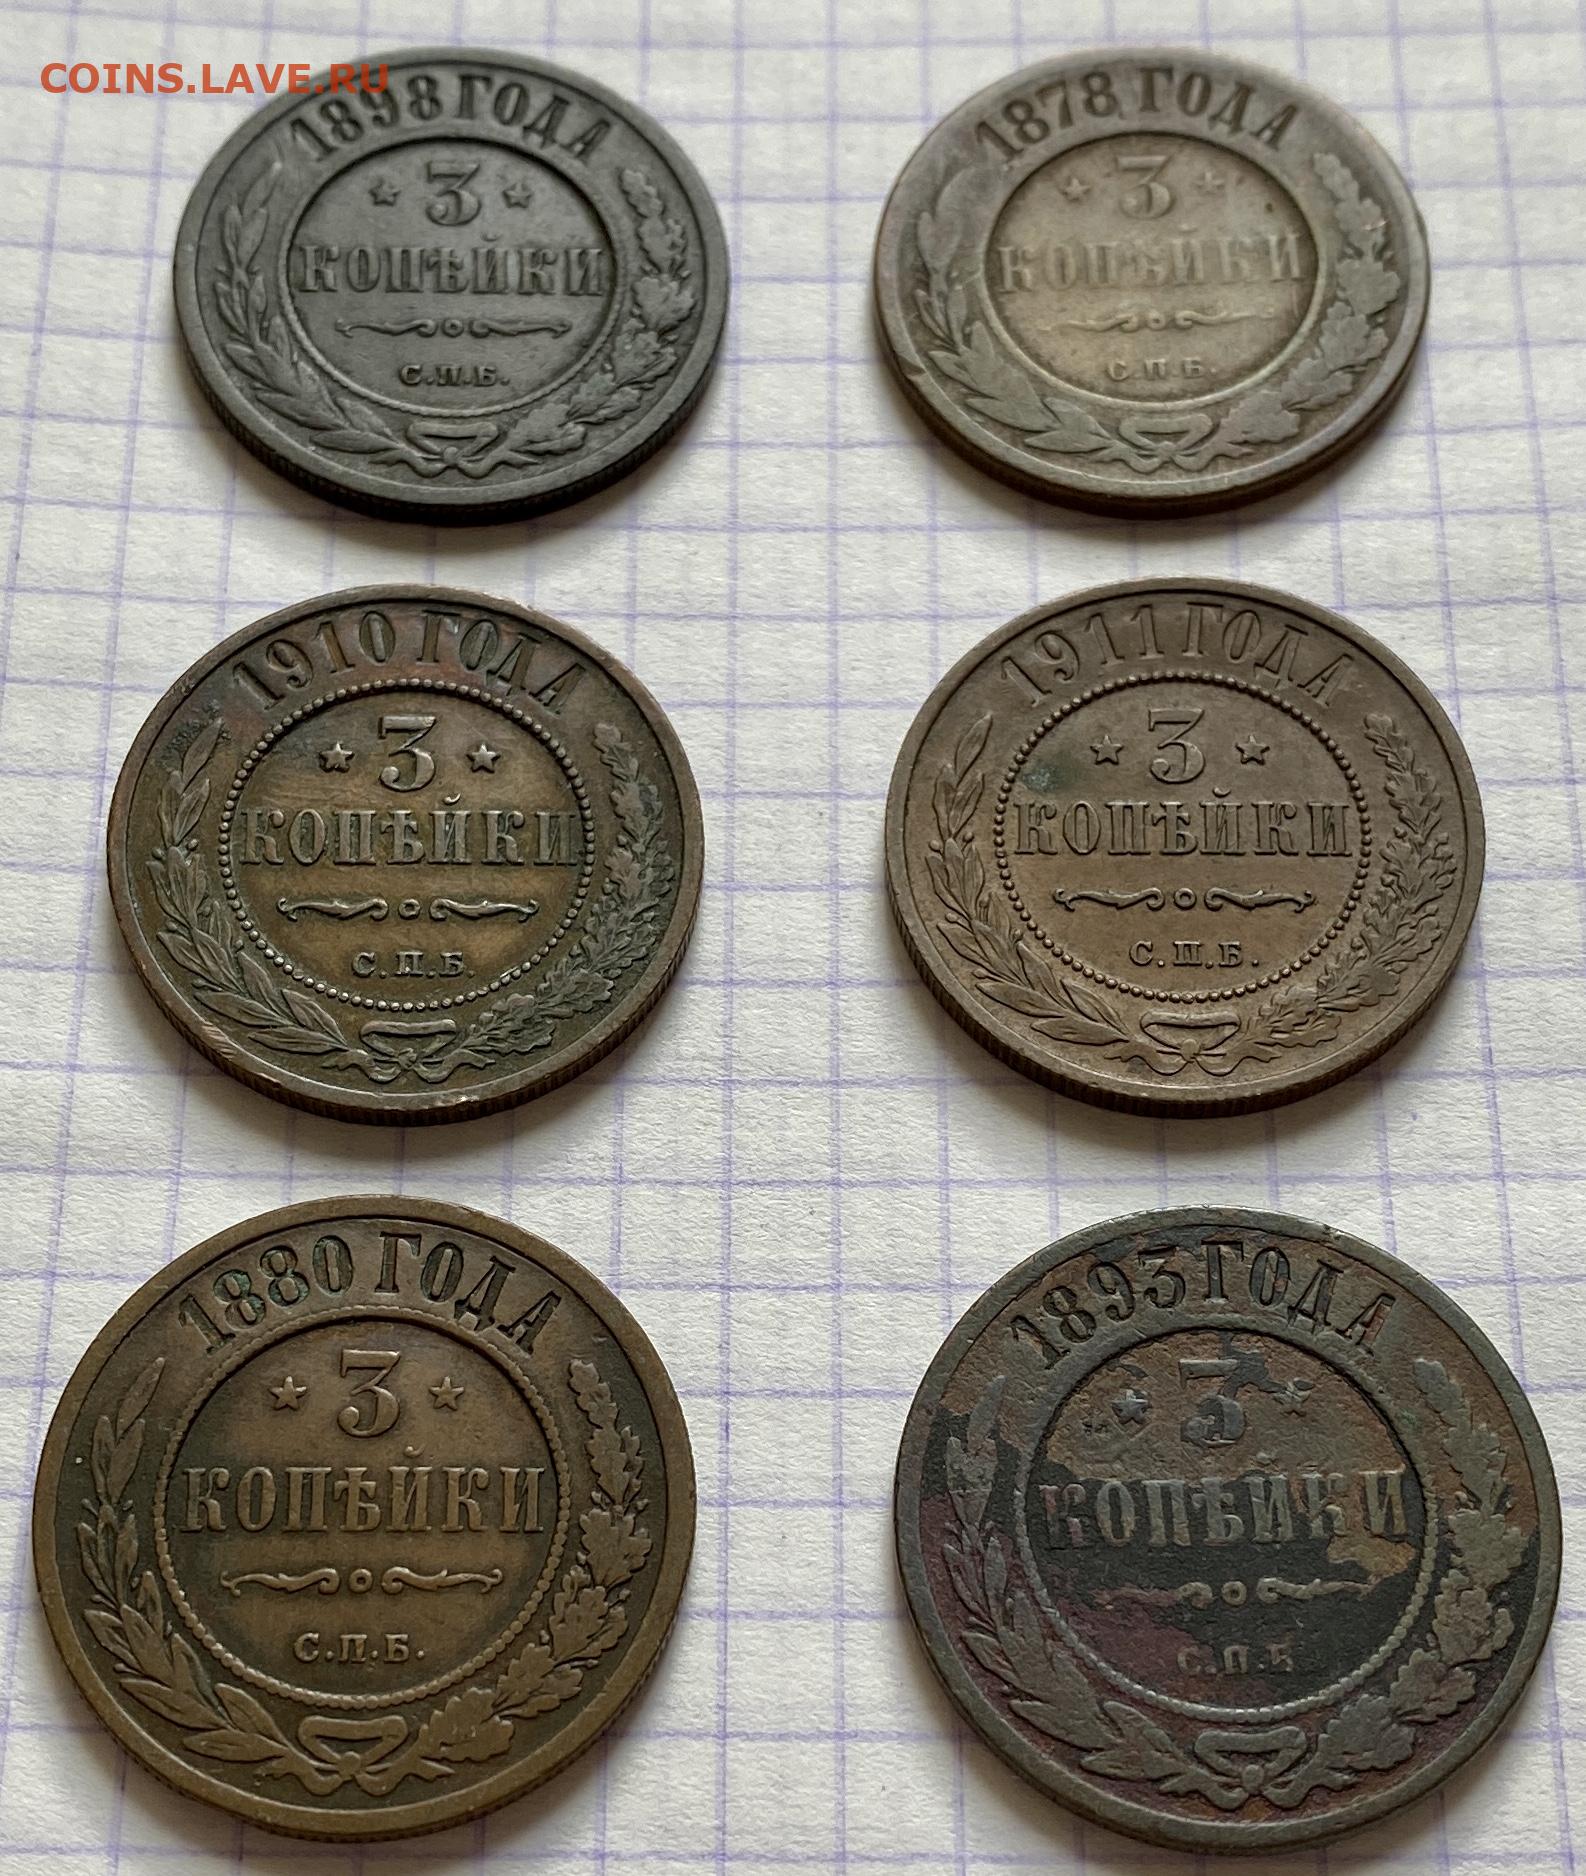 COINS.LAVE.RU
1898 ГОДА
3
КОПѢЙКИ
С.П.Б.
1878 ГОДА
3
КОПѢЙКИ
С.П.Б.
1910 ГОДА
3
КОПѢЙКИ
С.П.Б.
1911 ГОДА
3
КОПѢЙКИ
С.П.Б.
1880 ГОДА
3
КОПѢЙКИ
С.П.Б.
1893 ГОДА
3
КОПѢЙКИ
С.П.Б